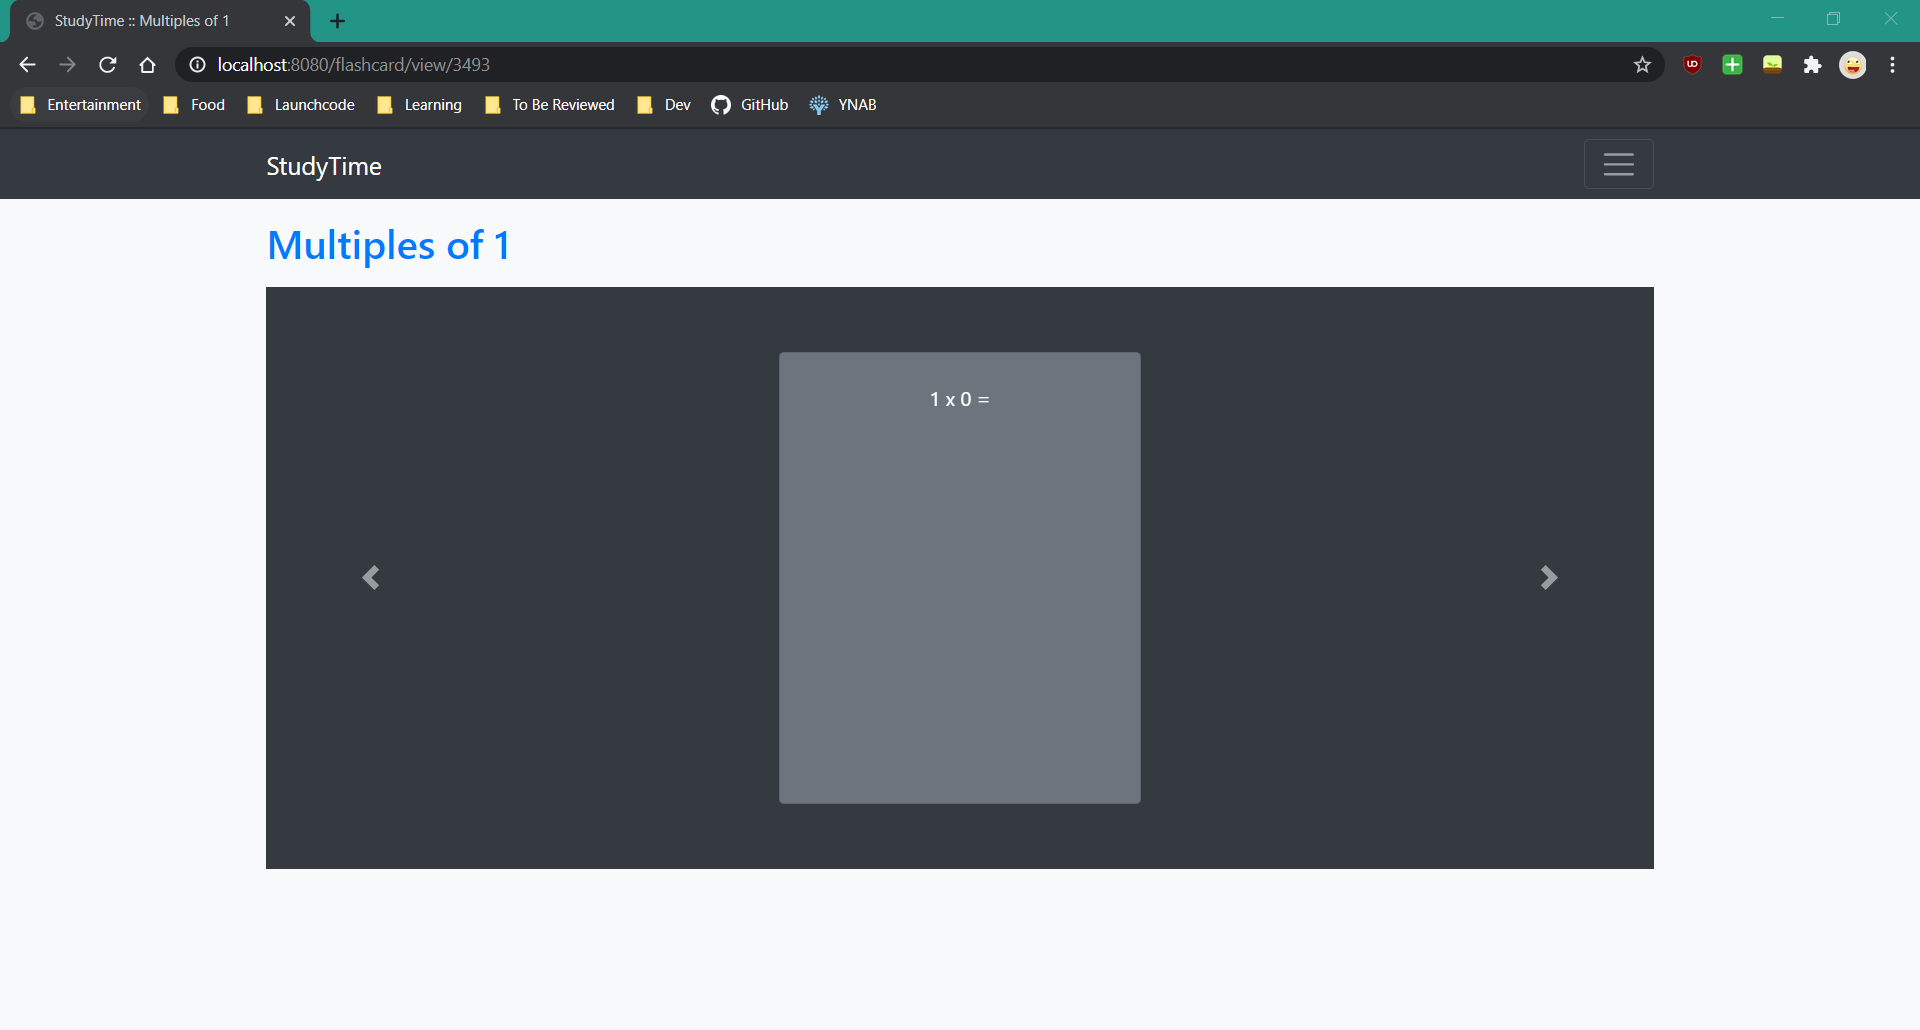 StudyTime :: Multiples of 1
localhost:8080/flashcard/view/3493
Entertainment Food Launchcode Learning To Be Reviewed Dev GitHub YNAB
StudyTime
Multiples of 1
1 x 0 =